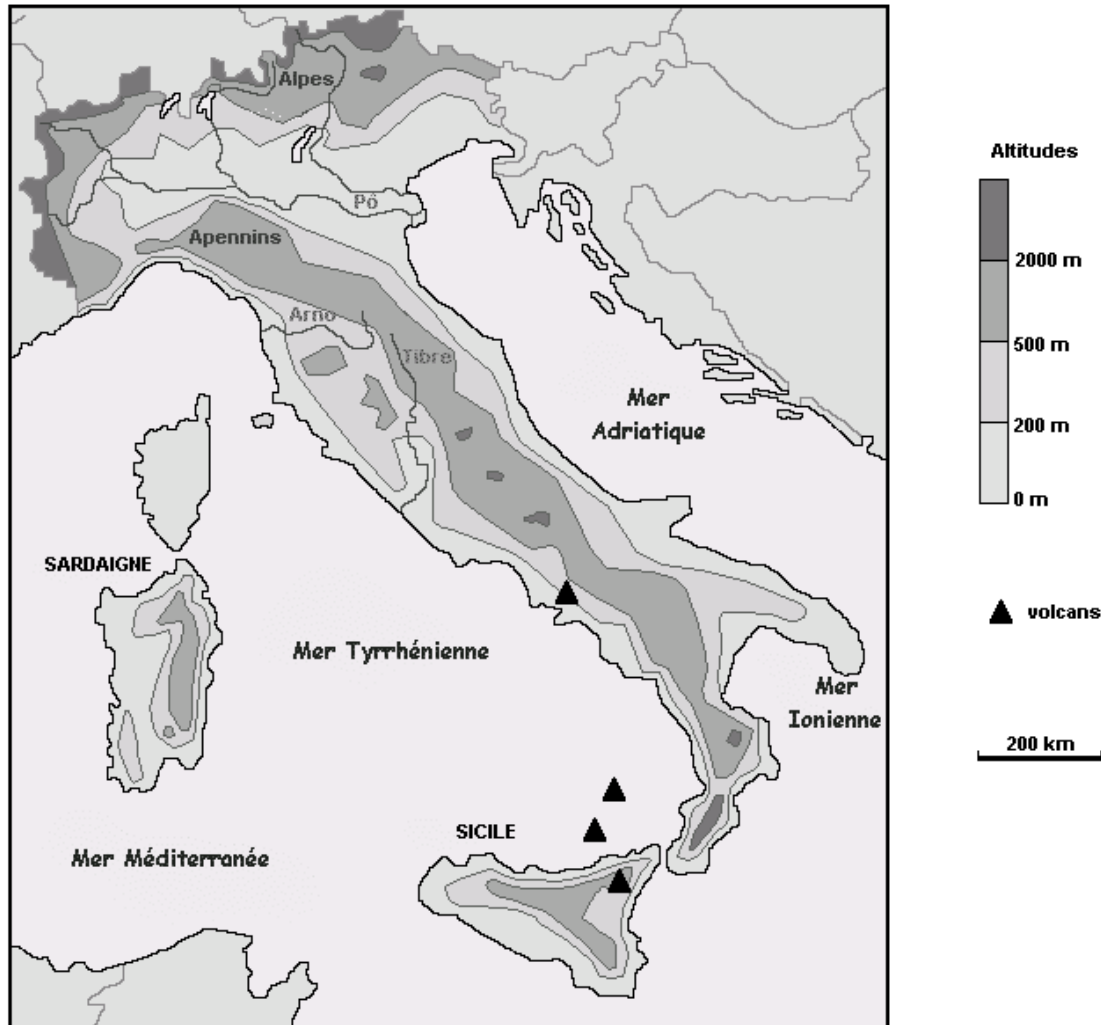 Alpes
Pô
Apennins
Arno
Tibre
Mer
Adriatique
SARDAIGNE
Mer Tyrrhénienne
Mer
Ionienne
SICILE
Mer Méditerranée
Altitudes
2000 m
500 m
200 m
0 m
volcans
200 km